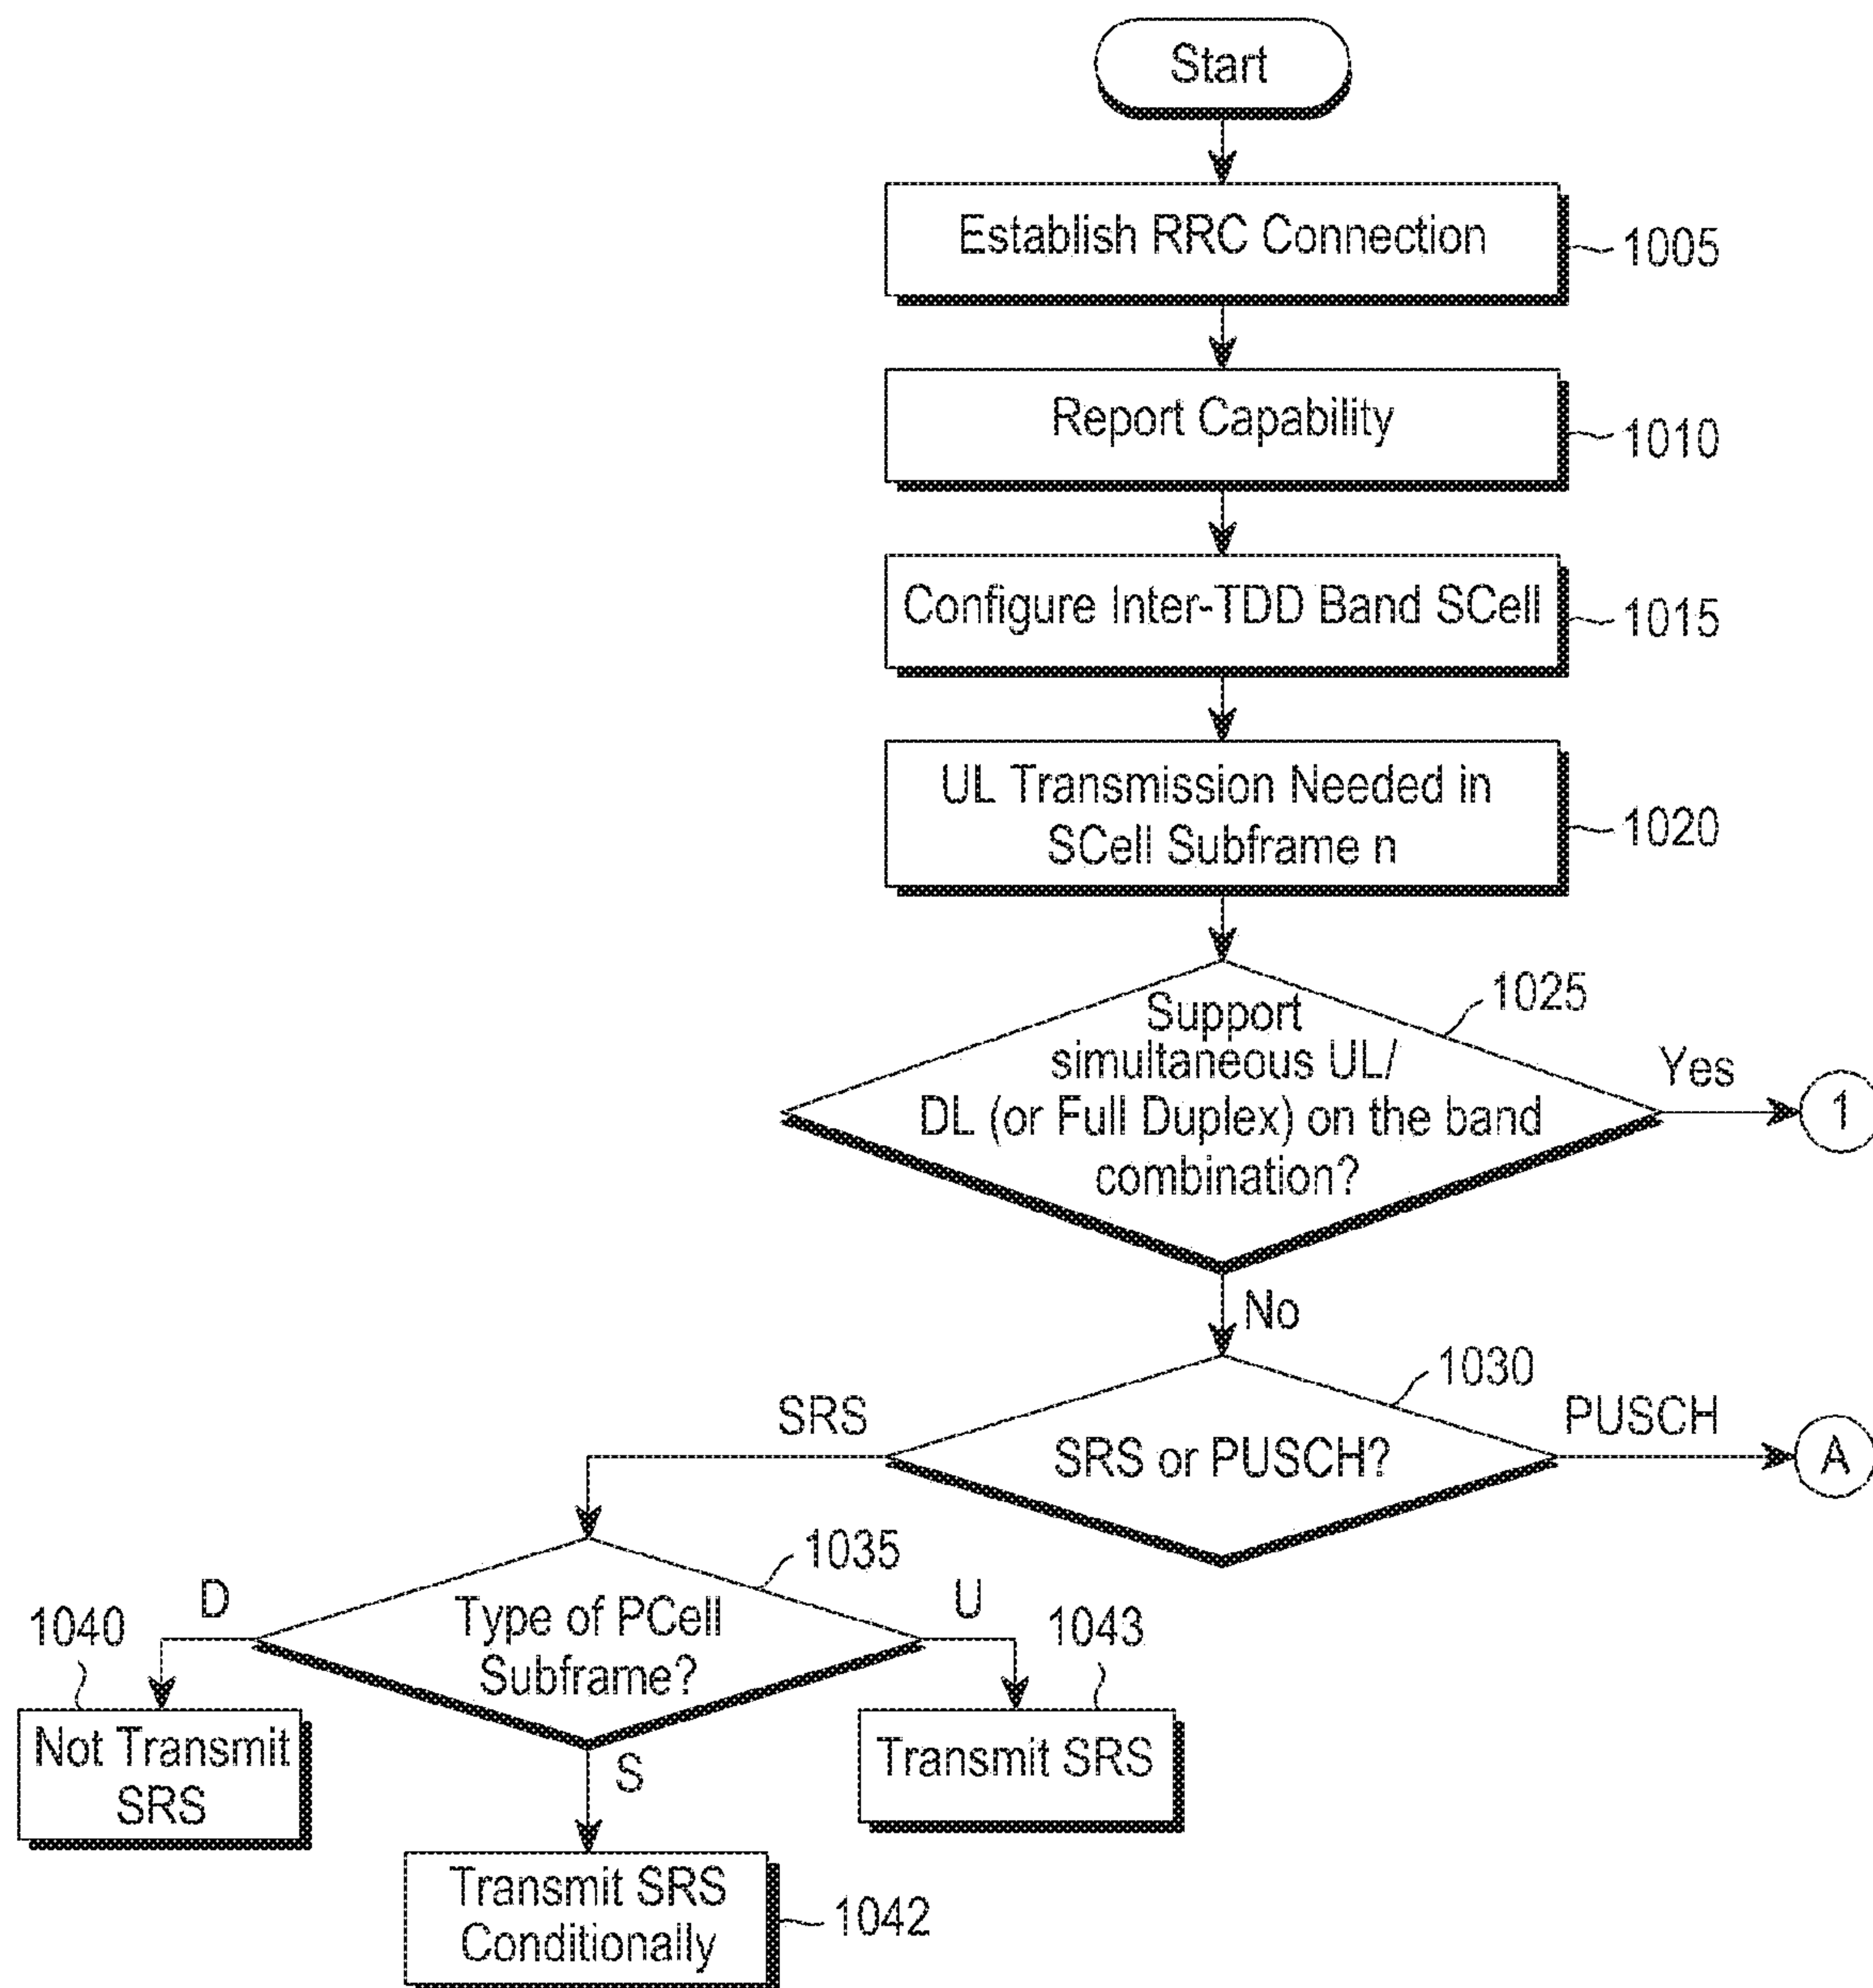 Start
Establish RRC Connection
1005
Report Capability
1010
Configure Inter-TDD Band SCell
1015
UL Transmission Needed in
SCell Subframe n
1020
Support
simultaneous UL/
DL (or Full Duplex) on the band
combination?
1025
Yes
1
No
SRS or PUSCH?
1030
SRS
PUSCH
A
Type of PCell
Subframe?
1035
D
U
S
1040
Not Transmit
SRS
1043
Transmit SRS
Transmit SRS
Conditionally
1042